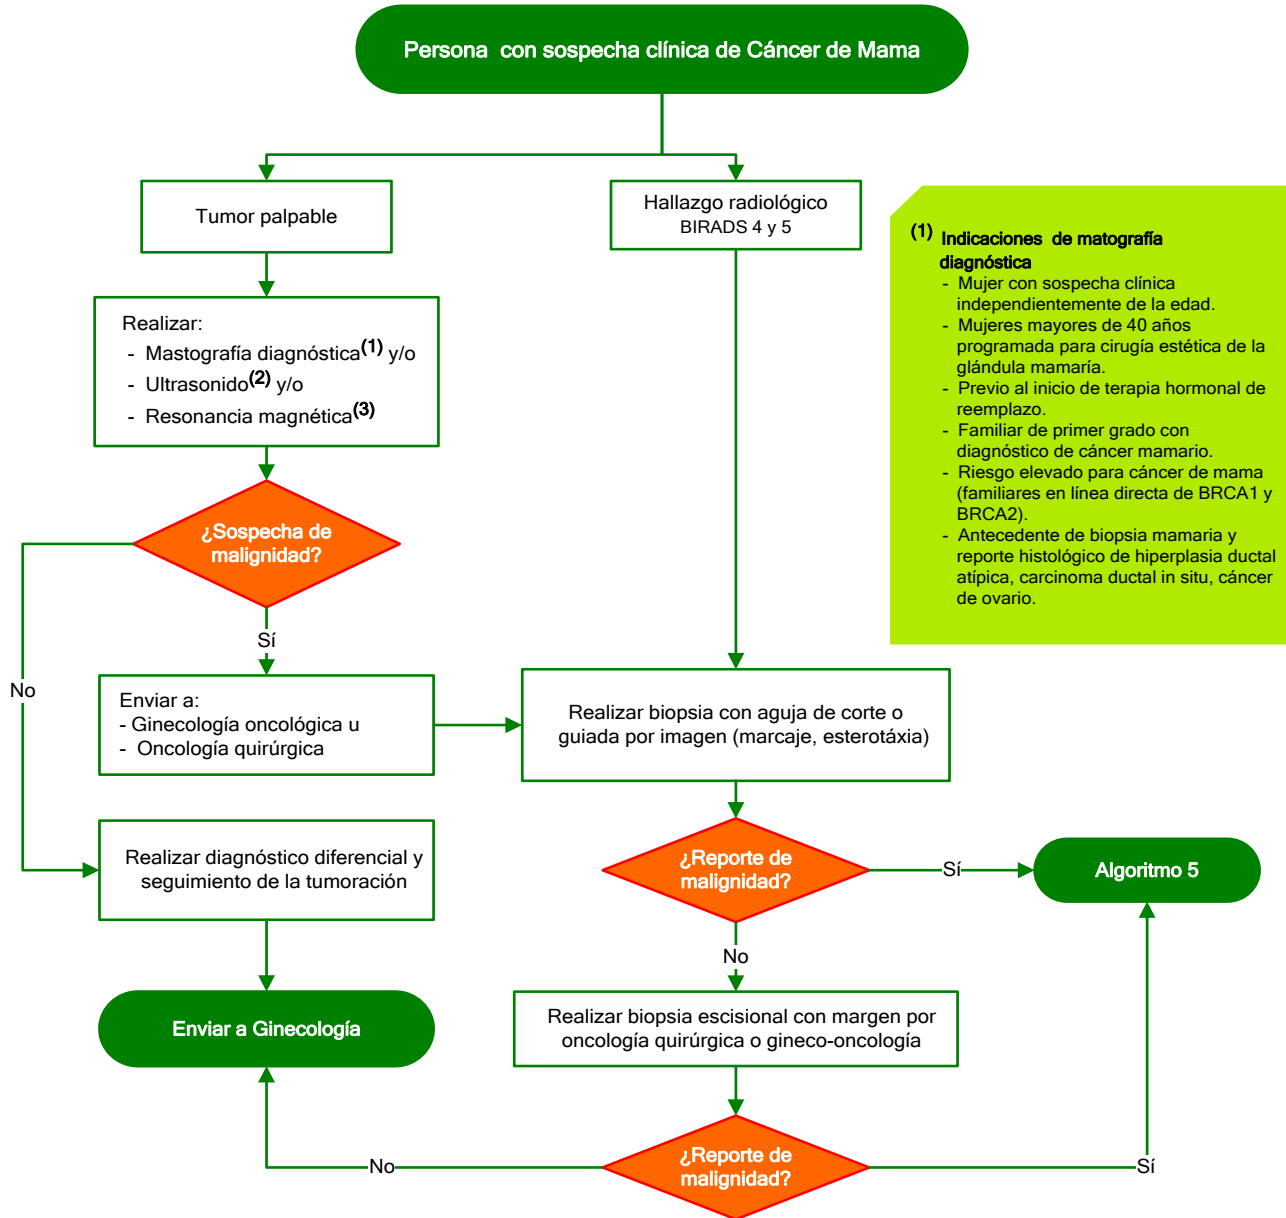 Persona con sospecha clínica de Cáncer de Mama
Tumor palpable
Hallazgo radiológico
BIRADS 4 y 5
Realizar:
- Mastografía diagnóstica(1) y/o
- Ultrasonido(2) y/o
- Resonancia magnética(3)
(1) Indicaciones de matografía
diagnóstica
- Mujer con sospecha clínica
independientemente de la edad.
- Mujeres mayores de 40 años
programada para cirugía estética de la
glándula mamaría.
- Previo al inicio de terapia hormonal de
reemplazo.
- Familiar de primer grado con
diagnóstico de cáncer mamario.
- Riesgo elevado para cáncer de mama
(familiares en línea directa de BRCA1 y
BRCA2).
- Antecedente de biopsia mamaria y
reporte histológico de hiperplasia ductal
atípica, carcinoma ductal in situ, cáncer
de ovario.
¿Sospecha de
malignidad?
Sí
No
Enviar a:
- Ginecología oncológica u
- Oncología quirúrgica
Realizar biopsia con aguja de corte o
guiada por imagen (marcaje, esterotáxia)
Realizar diagnóstico diferencial y
seguimiento de la tumoración
¿Reporte de
malignidad?
Sí
Algoritmo 5
No
Enviar a Ginecología
Realizar biopsia escisional con margen por
oncología quirúrgica o gineco-oncología
¿Reporte de
malignidad?
No
Sí